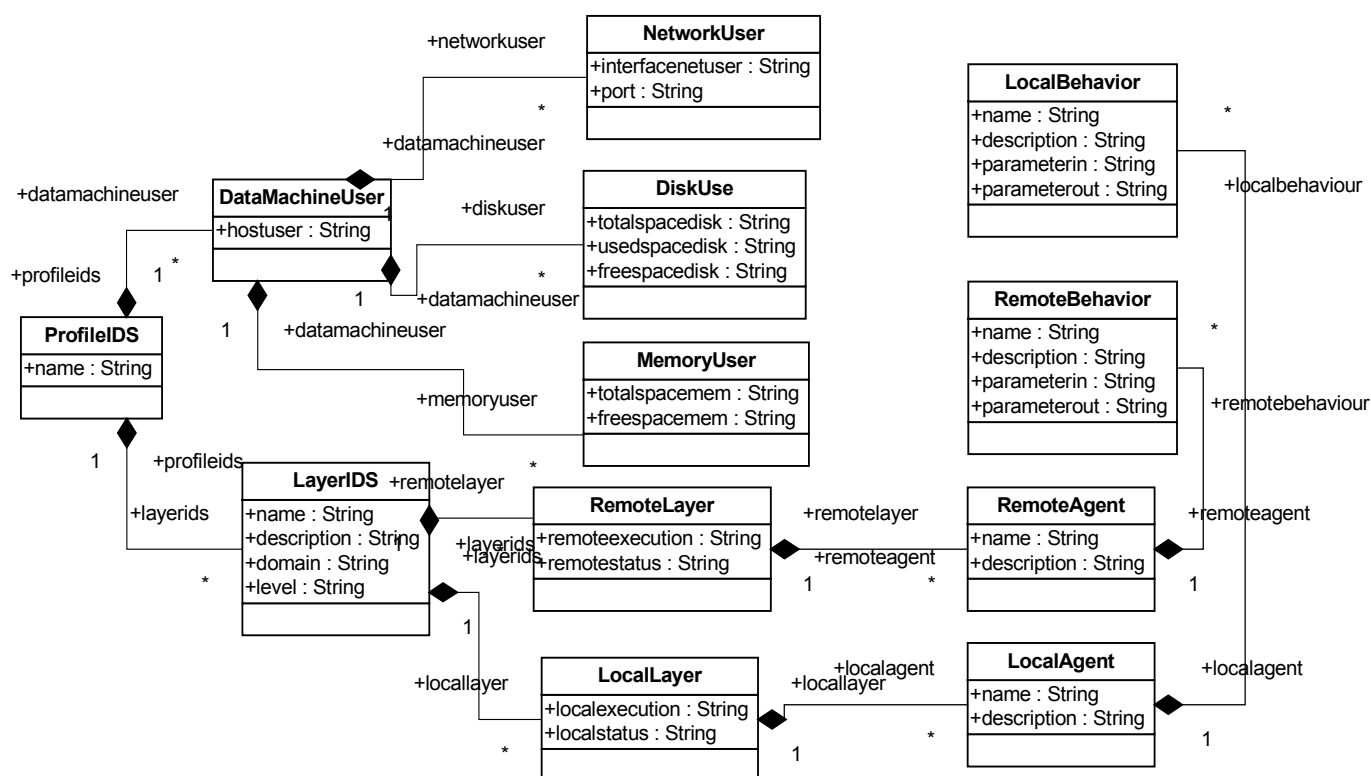 NetworkUser
+interfacenetuser : String
+port : String
+networkuser
*
+datamachineuser
LocalBehavior
+name : String
+description : String
+parameterin : String
+parameterout : String
*
+localbehaviour
DataMachineUser
+hostuser : String
+datamachineuser
1
*
+profileids
1
DiskUse
+totalspacedisk : String
+usedspacedisk : String
+freespacedisk : String
+diskuser
*
+datamachineuser
1
+datamachineuser
1
RemoteBehavior
+name : String
+description : String
+parameterin : String
+parameterout : String
*
+remotebehaviour
ProfileIDS
+name : String
1
+profileids
+layerids
*
MemoryUser
+totalspacemem : String
+freespacemem : String
+memoryuser
*
LayerIDS
+name : String
+description : String
+domain : String
+level : String
+remotelayer
1
+layerids
+layerids
1
+locallayer
*
RemoteLayer
+remoteexecution : String
+remotestatus : String
+remotelayer
1
+remoteagent
*
RemoteAgent
+name : String
+description : String
+remoteagent
1
LocalLayer
+localexecution : String
+localstatus : String
+localagent
+locallayer
1
*
LocalAgent
+name : String
+description : String
+localagent
1